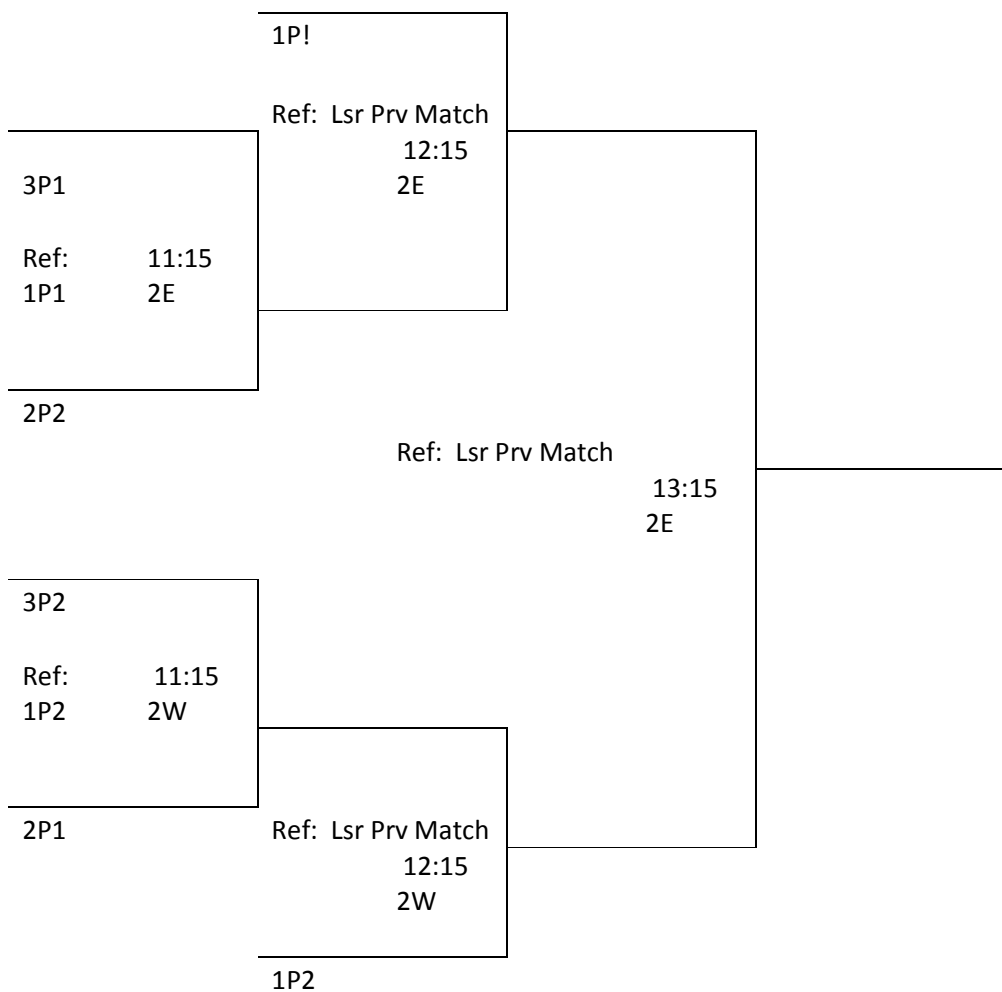 1P!
Ref:  Lsr Prv Match
12:15
2E
3P1
Ref: 11:15
1P1 2E
2P2
Ref:  Lsr Prv Match
13:15
2E
3P2
Ref: 11:15
1P2 2W
2P1
Ref:  Lsr Prv Match
12:15
2W
1P2